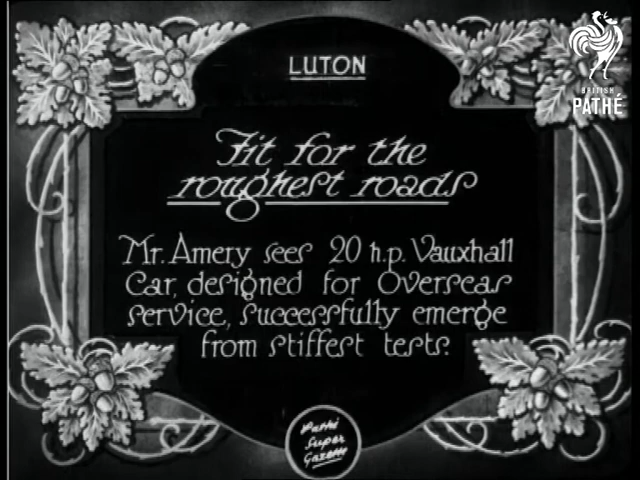 LUTON
BRITISH
PATHÉ
Fit for the
roughest roads
Mr. Amery sees 20 h.p. Vauxhall
Car, designed for Overseas
service, successfully emerge
from stiffest tests.
Pathé
Super
Gazette